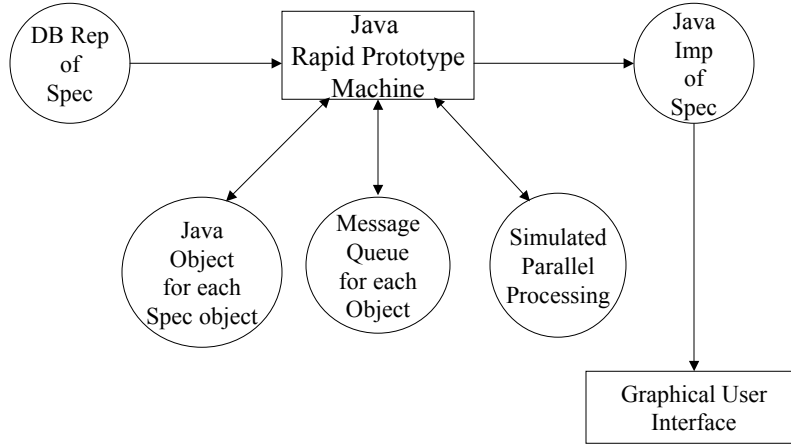 DB Rep
of
Spec
Java
Rapid Prototype
Machine
Java
Imp
of
Spec
Java
Object
for each
Spec object
Message
Queue
for each
Object
Simulated
Parallel
Processing
Graphical User
Interface